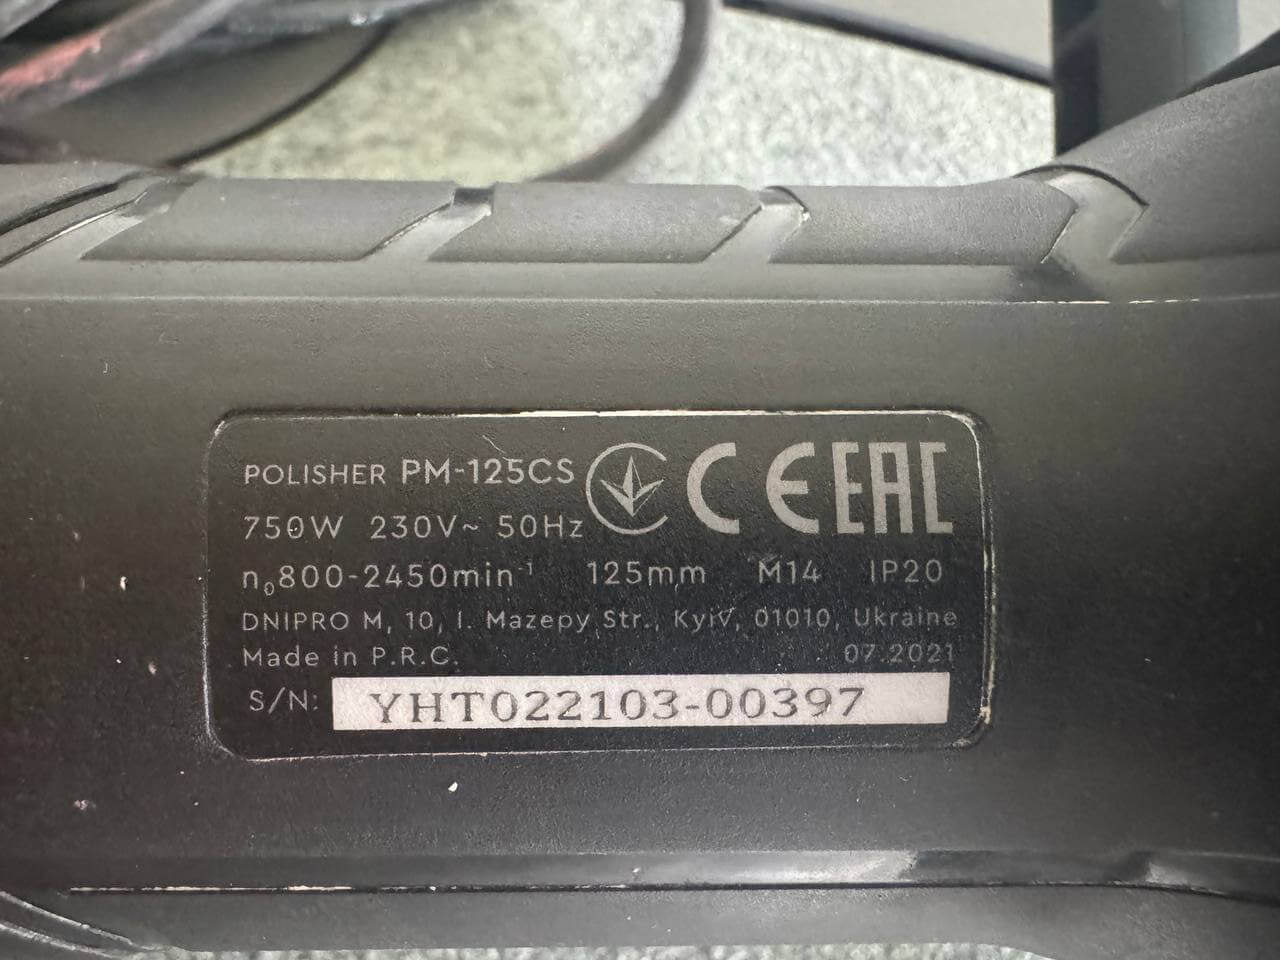 POLISHER PM-125CS CE EAC
750W 230V~ 50Hz
n₀800-2450min⁻¹ 125mm M14 IP20
DNIPRO M, 10, I. Mazepy Str., Kyiv, 01010, Ukraine
Made in P.R.C. 07.2021
S/N: YHT022103-00397